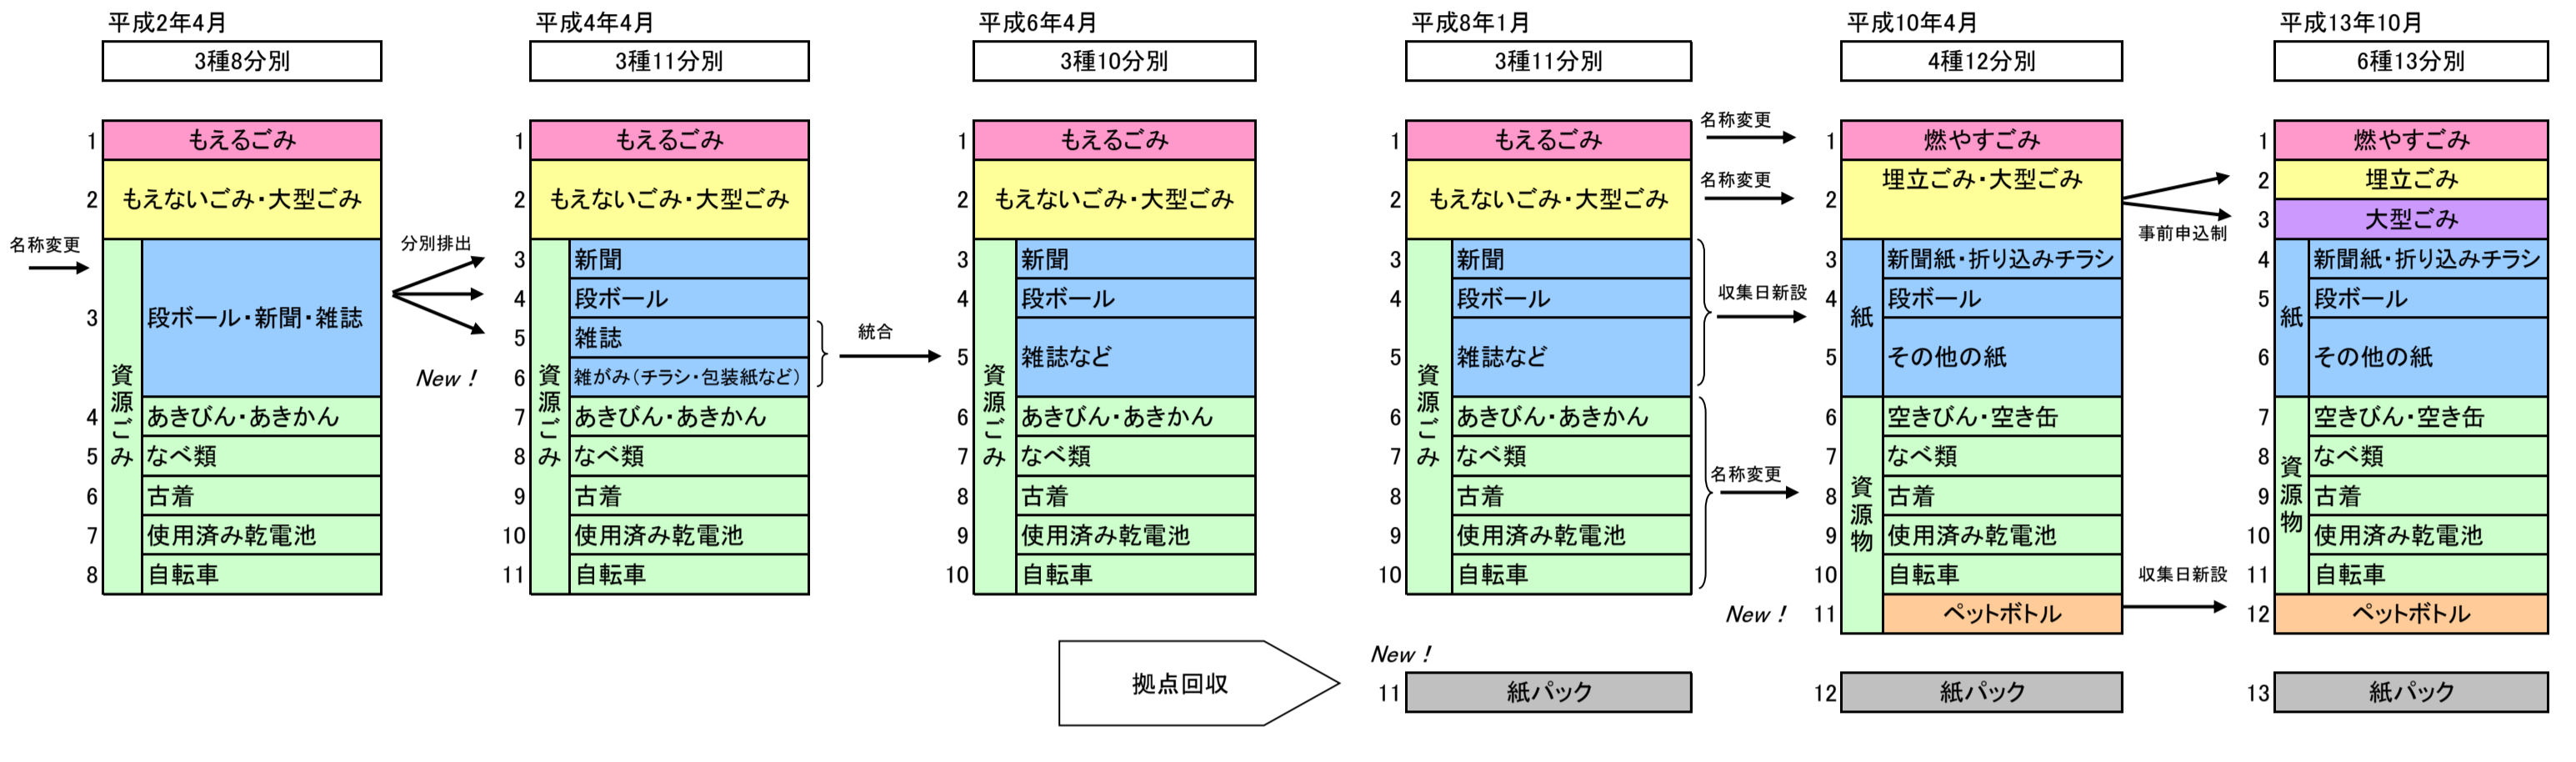 平成2年4月
3種8分別
名称変更
1 もえるごみ
2 もえないごみ・大型ごみ
資源ごみ
3 段ボール・新聞・雑誌
4 あきびん・あきかん
5 なべ類
6 古着
7 使用済み乾電池
8 自転車
分別排出
New！
平成4年4月
3種11分別
1 もえるごみ
2 もえないごみ・大型ごみ
資源ごみ
3 新聞
4 段ボール
5 雑誌
6 雑がみ（チラシ・包装紙など）
7 あきびん・あきかん
8 なべ類
9 古着
10 使用済み乾電池
11 自転車
統合
平成6年4月
3種10分別
1 もえるごみ
2 もえないごみ・大型ごみ
資源ごみ
3 新聞
4 段ボール
5 雑誌など
6 あきびん・あきかん
7 なべ類
8 古着
9 使用済み乾電池
10 自転車
拠点回収
平成8年1月
3種11分別
1 もえるごみ
2 もえないごみ・大型ごみ
資源ごみ
3 新聞
4 段ボール
5 雑誌など
6 あきびん・あきかん
7 なべ類
8 古着
9 使用済み乾電池
10 自転車
New！
11 紙パック
名称変更
名称変更
収集日新設
名称変更
New！
平成10年4月
4種12分別
1 燃やすごみ
2 埋立ごみ・大型ごみ
紙
3 新聞紙・折り込みチラシ
4 段ボール
5 その他の紙
資源物
6 空きびん・空き缶
7 なべ類
8 古着
9 使用済み乾電池
10 自転車
11 ペットボトル
12 紙パック
事前申込制
収集日新設
平成13年10月
6種13分別
1 燃やすごみ
2 埋立ごみ
3 大型ごみ
紙
4 新聞紙・折り込みチラシ
5 段ボール
6 その他の紙
資源物
7 空きびん・空き缶
8 なべ類
9 古着
10 使用済み乾電池
11 自転車
12 ペットボトル
13 紙パック